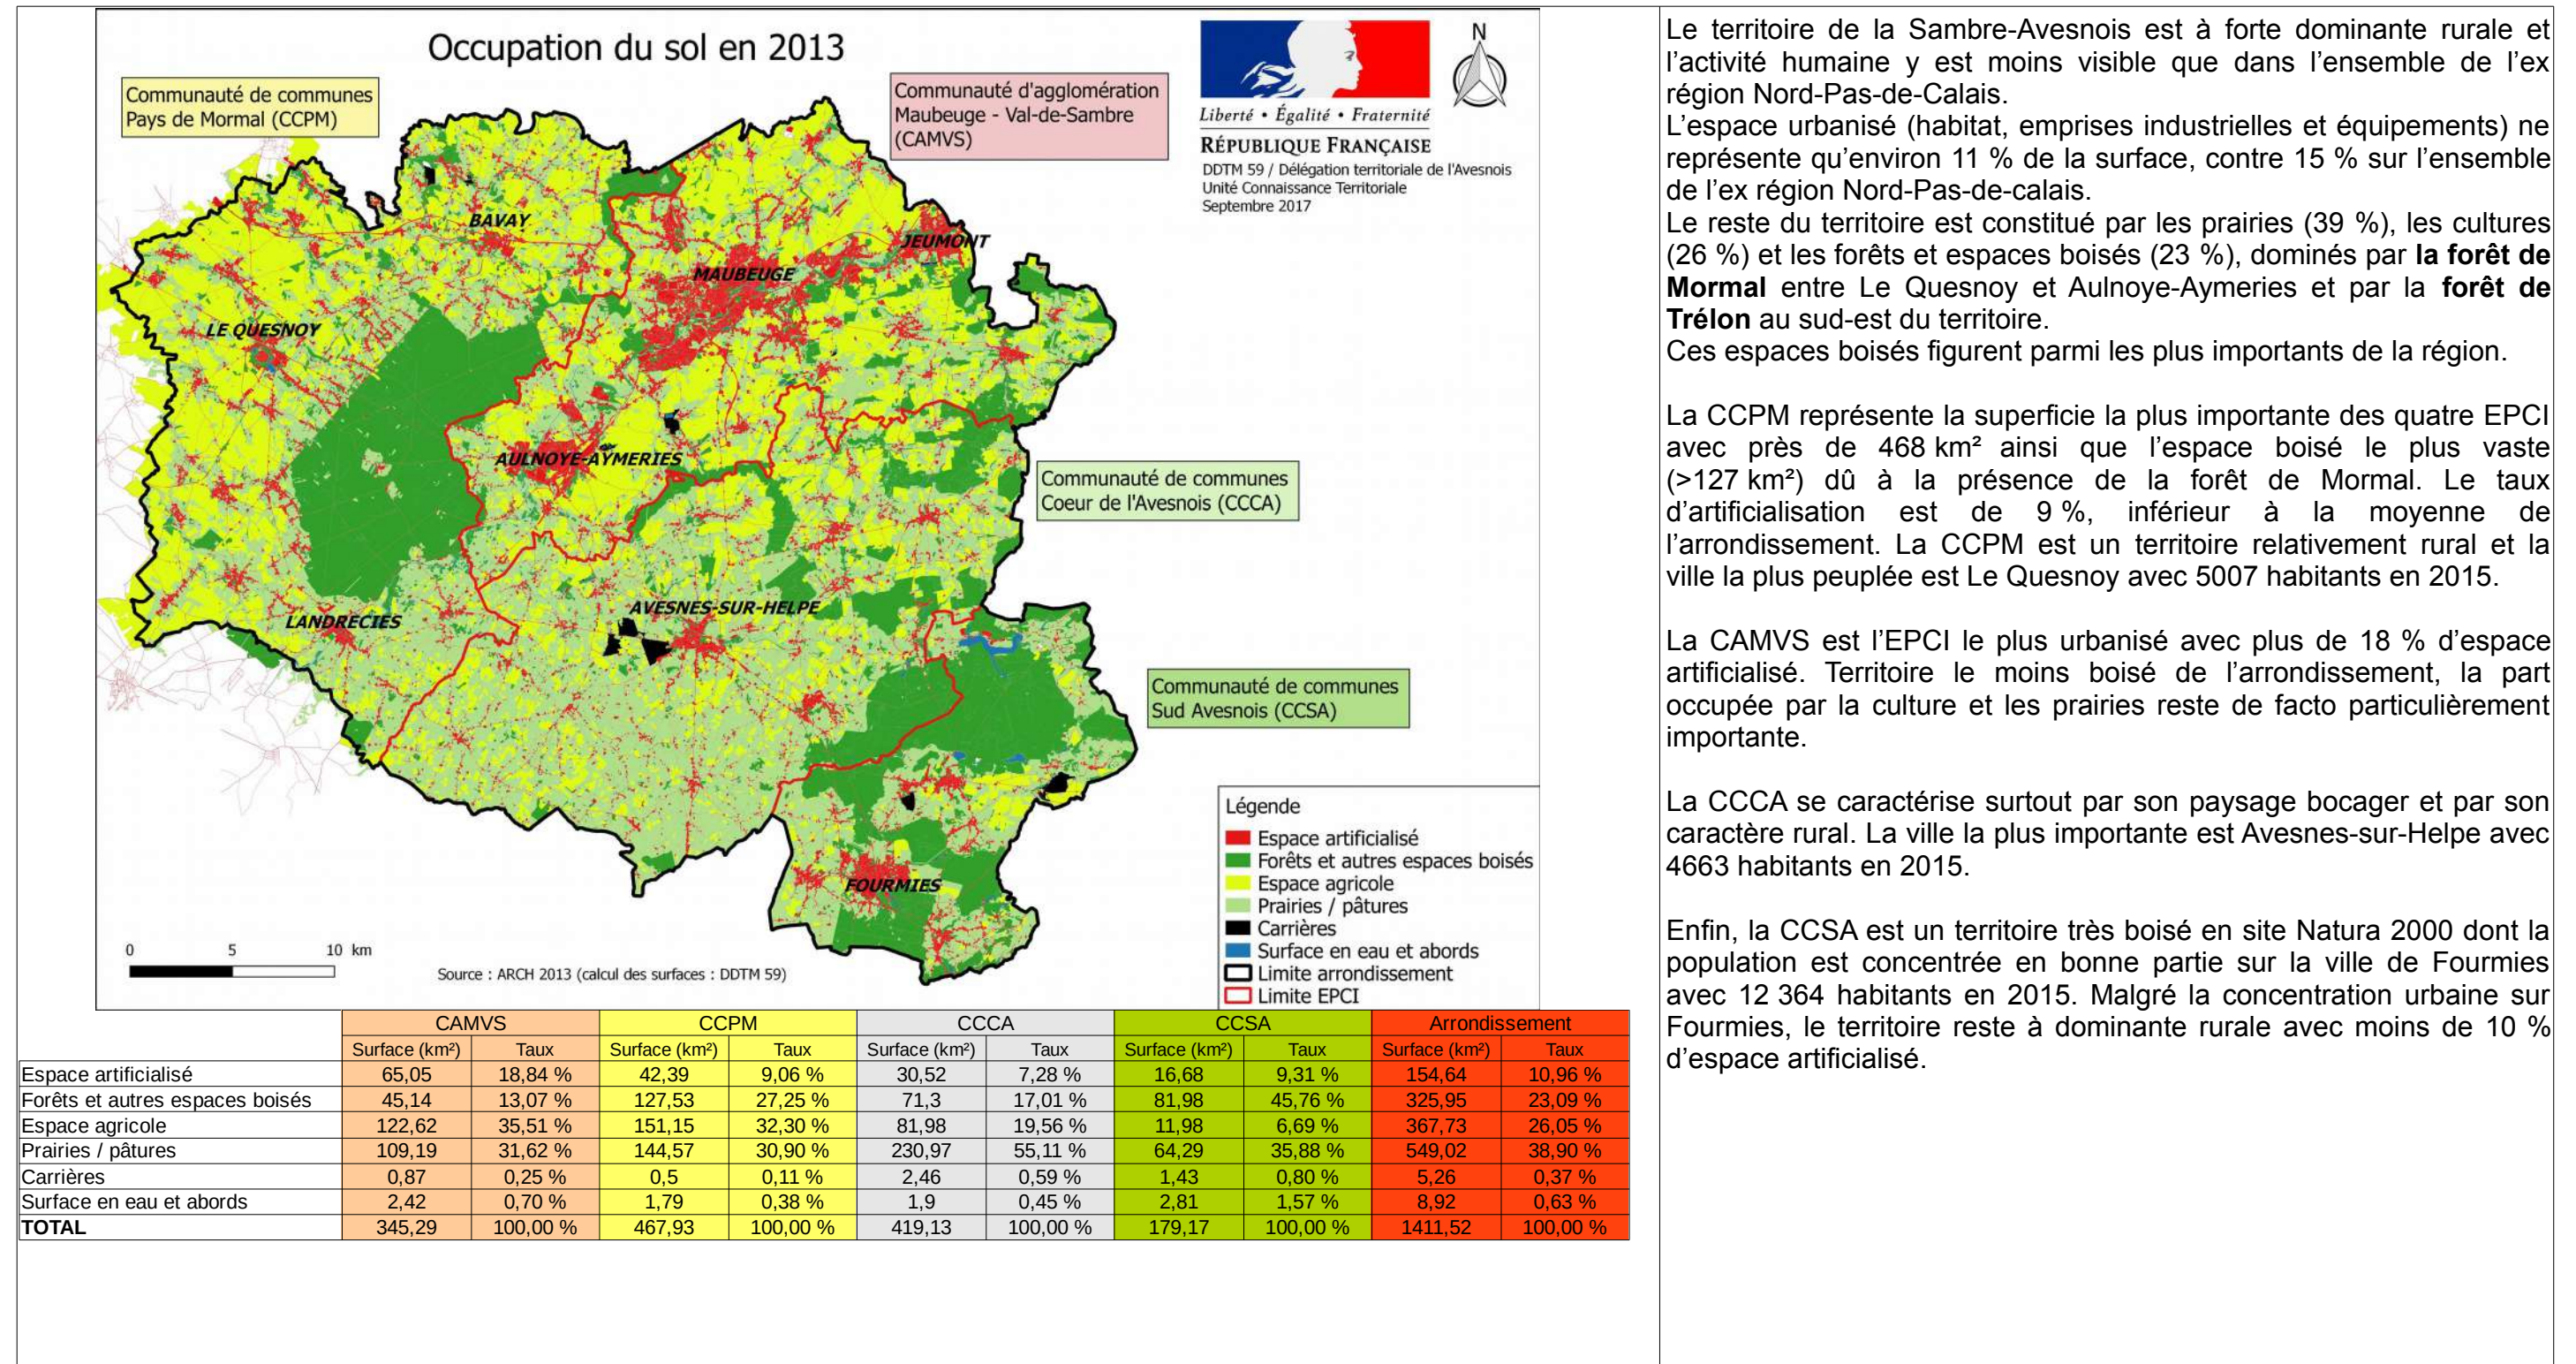 Occupation du sol en 2013
Communauté de communes
Pays de Mormal (CCPM)
Communauté d'agglomération
Maubeuge - Val-de-Sambre
(CAMVS)
Liberté • Égalité • Fraternité
RÉPUBLIQUE FRANÇAISE
DDTM 59 / Délégation territoriale de l'Avesnois
Unité Connaissance Territoriale
Septembre 2017
N
BAVAY
JEUMONT
MAUBEUGE
LE QUESNOY
AULNOYE-AYMERIES
Communauté de communes
Coeur de l'Avesnois (CCCA)
AVESNES-SUR-HELPE
LANDRECIES
Communauté de communes
Sud Avesnois (CCSA)
FOURMIES
Légende
Espace artificialisé
Forêts et autres espaces boisés
Espace agricole
Prairies / pâtures
Carrières
Surface en eau et abords
Limite arrondissement
Limite EPCI
0 5 10 km
Source : ARCH 2013 (calcul des surfaces : DDTM 59)
CAMVS CCPM CCCA CCSA Arrondissement
Surface (km²) Taux Surface (km²) Taux Surface (km²) Taux Surface (km²) Taux Surface (km²) Taux
Espace artificialisé 65,05 18,84 % 42,39 9,06 % 30,52 7,28 % 16,68 9,31 % 154,64 10,96 %
Forêts et autres espaces boisés 45,14 13,07 % 127,53 27,25 % 71,3 17,01 % 81,98 45,76 % 325,95 23,09 %
Espace agricole 122,62 35,51 % 151,15 32,30 % 81,98 19,56 % 11,98 6,69 % 367,73 26,05 %
Prairies / pâtures 109,19 31,62 % 144,57 30,90 % 230,97 55,11 % 64,29 35,88 % 549,02 38,90 %
Carrières 0,87 0,25 % 0,5 0,11 % 2,46 0,59 % 1,43 0,80 % 5,26 0,37 %
Surface en eau et abords 2,42 0,70 % 1,79 0,38 % 1,9 0,45 % 2,81 1,57 % 8,92 0,63 %
TOTAL 345,29 100,00 % 467,93 100,00 % 419,13 100,00 % 179,17 100,00 % 1411,52 100,00 %
Le territoire de la Sambre-Avesnois est à forte dominante rurale et
l'activité humaine y est moins visible que dans l'ensemble de l'ex
région Nord-Pas-de-Calais.
L'espace urbanisé (habitat, emprises industrielles et équipements) ne
représente qu'environ 11 % de la surface, contre 15 % sur l'ensemble
de l'ex région Nord-Pas-de-calais.
Le reste du territoire est constitué par les prairies (39 %), les cultures
(26 %) et les forêts et espaces boisés (23 %), dominés par la forêt de
Mormal entre Le Quesnoy et Aulnoye-Aymeries et par la forêt de
Trélon au sud-est du territoire.
Ces espaces boisés figurent parmi les plus importants de la région.
La CCPM représente la superficie la plus importante des quatre EPCI
avec près de 468 km² ainsi que l'espace boisé le plus vaste
(>127 km²) dû à la présence de la forêt de Mormal. Le taux
d'artificialisation est de 9 %, inférieur à la moyenne de
l'arrondissement. La CCPM est un territoire relativement rural et la
ville la plus peuplée est Le Quesnoy avec 5007 habitants en 2015.
La CAMVS est l'EPCI le plus urbanisé avec plus de 18 % d'espace
artificialisé. Territoire le moins boisé de l'arrondissement, la part
occupée par la culture et les prairies reste de facto particulièrement
importante.
La CCCA se caractérise surtout par son paysage bocager et par son
caractère rural. La ville la plus importante est Avesnes-sur-Helpe avec
4663 habitants en 2015.
Enfin, la CCSA est un territoire très boisé en site Natura 2000 dont la
population est concentrée en bonne partie sur la ville de Fourmies
avec 12 364 habitants en 2015. Malgré la concentration urbaine sur
Fourmies, le territoire reste à dominante rurale avec moins de 10 %
d'espace artificialisé.